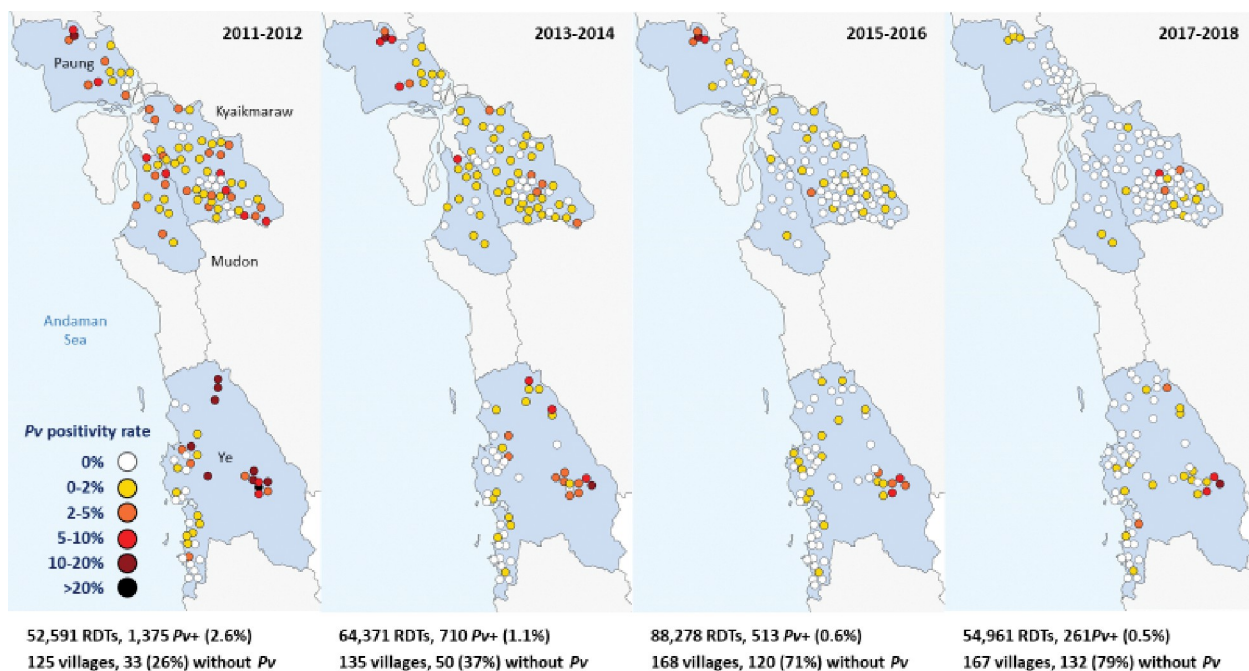 2011-2012
2013-2014
2015-2016
2017-2018
Paung
Kyaikmaraw
Mudon
Andaman
Sea
Ye
Pv positivity rate
0%
0-2%
2-5%
5-10%
10-20%
>20%
52,591 RDTs, 1,375 Pv+ (2.6%)
125 villages, 33 (26%) without Pv
64,371 RDTs, 710 Pv+ (1.1%)
135 villages, 50 (37%) without Pv
88,278 RDTs, 513 Pv+ (0.6%)
168 villages, 120 (71%) without Pv
54,961 RDTs, 261Pv+ (0.5%)
167 villages, 132 (79%) without Pv